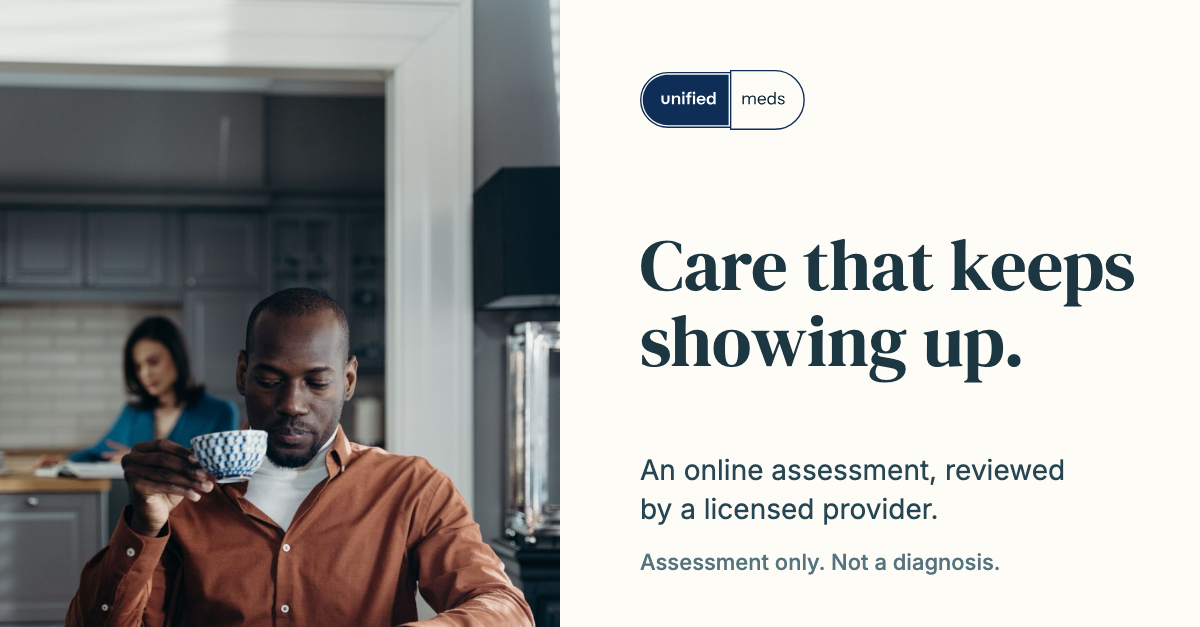 unified meds
Care that keeps
showing up.
An online assessment, reviewed
by a licensed provider.
Assessment only. Not a diagnosis.